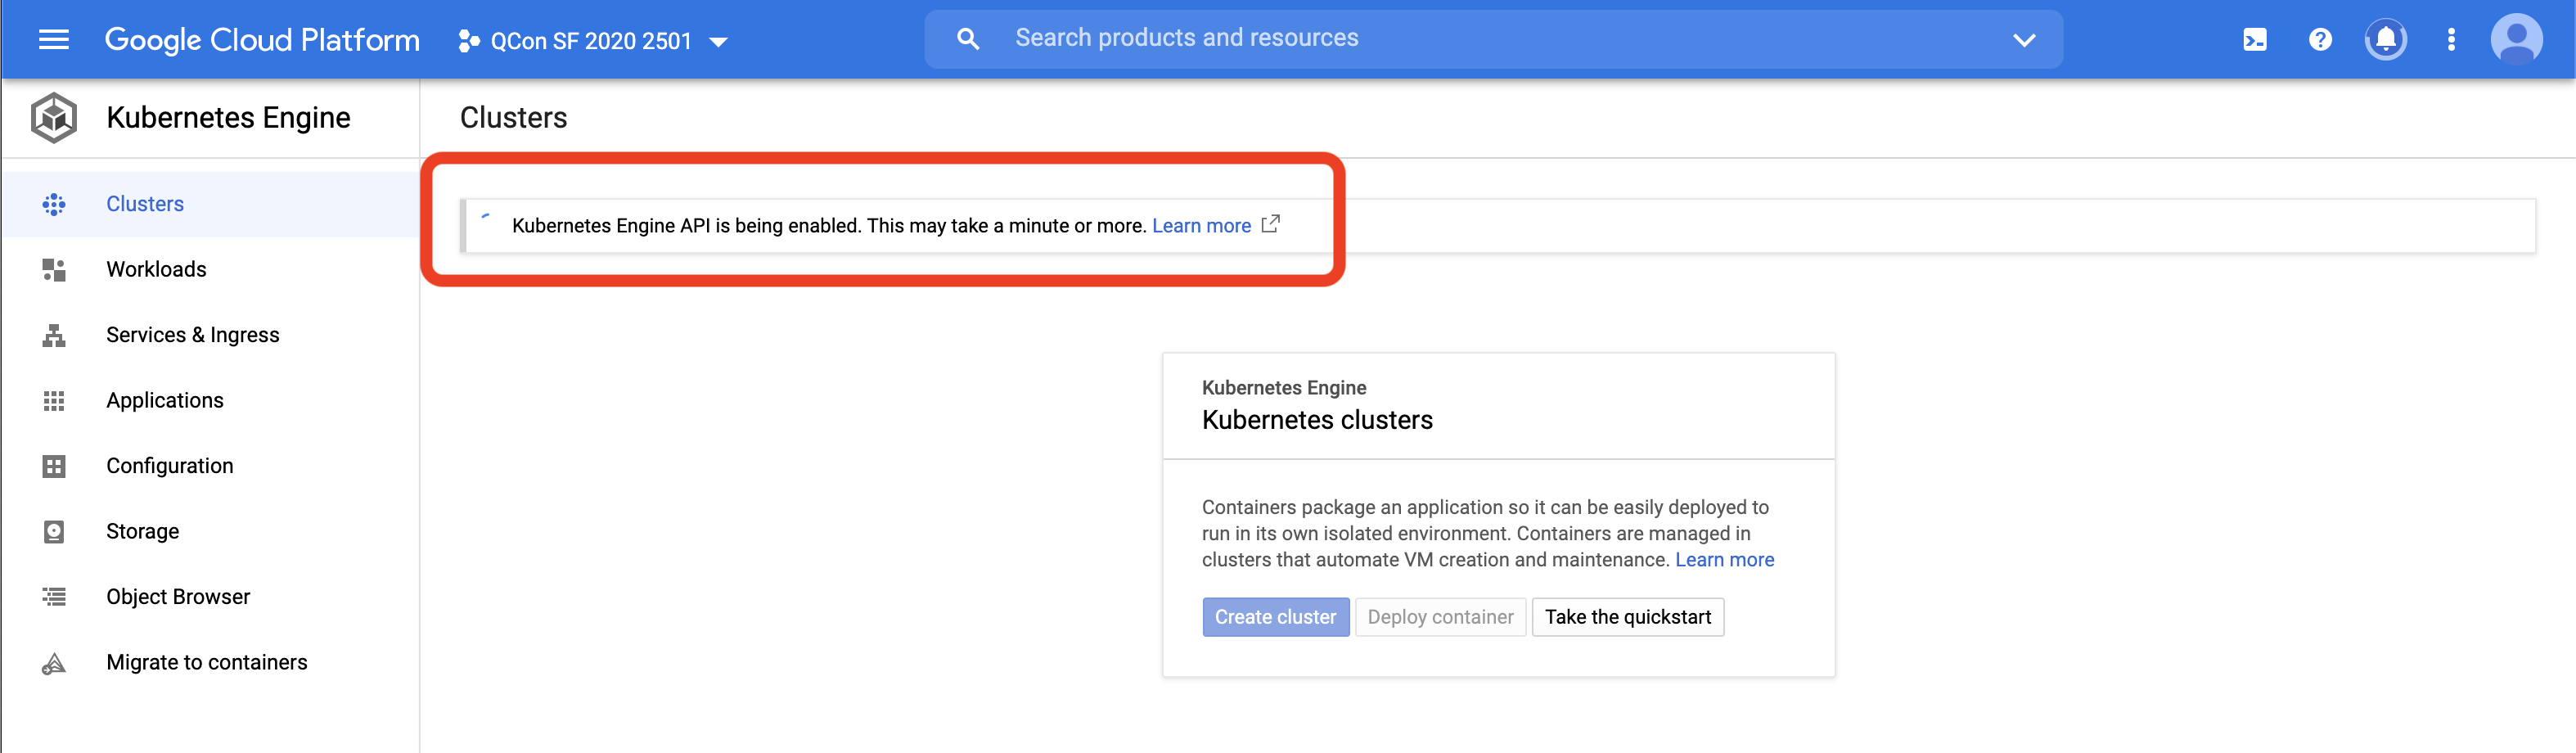 Google Cloud Platform
QCon SF 2020 2501
Search products and resources
Kubernetes Engine
Clusters
Clusters
Workloads
Services & Ingress
Applications
Configuration
Storage
Object Browser
Migrate to containers
Kubernetes Engine API is being enabled. This may take a minute or more. Learn more
Kubernetes Engine
Kubernetes clusters
Containers package an application so it can be easily deployed to
run in its own isolated environment. Containers are managed in
clusters that automate VM creation and maintenance. Learn more
Create cluster
Deploy container
Take the quickstart